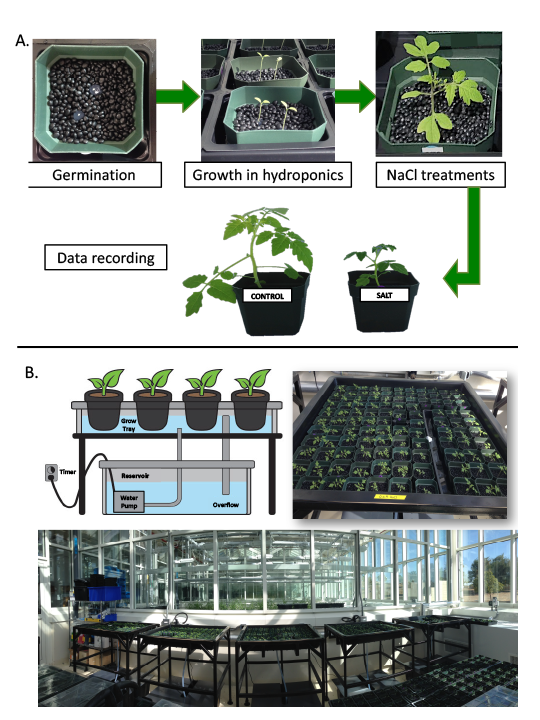 A.
Germination
Growth in hydroponics
NaCl treatments
Data recording
CONTROL
SALT
B.
Grow
Tray
Timer
Reservoir
Water
Pump
Overflow